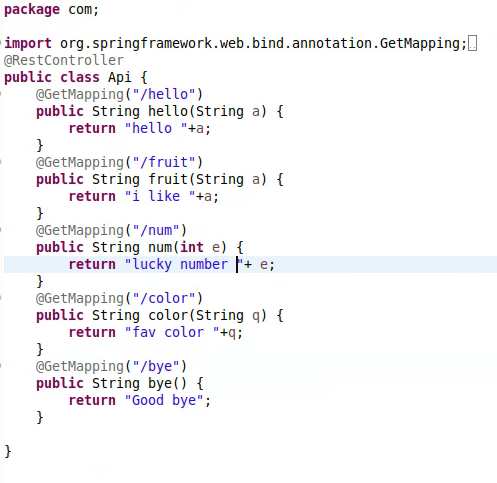 package com;
import org.springframework.web.bind.annotation.GetMapping;
@RestController
public class Api {
    @GetMapping("/hello")
    public String hello(String a) {
        return "hello "+a;
    }
    @GetMapping("/fruit")
    public String fruit(String a) {
        return "i like "+a;
    }
    @GetMapping("/num")
    public String num(int e) {
        return "lucky number "+ e;
    }
    @GetMapping("/color")
    public String color(String q) {
        return "fav color "+q;
    }
    @GetMapping("/bye")
    public String bye() {
        return "Good bye";
    }
}